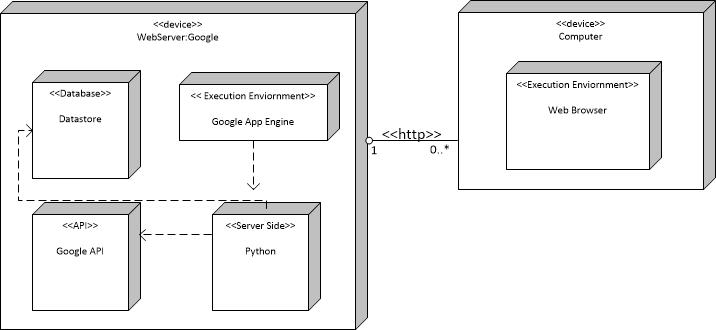 <<device>>
WebServer:Google
<<Database>>
Datastore
<< Execution Enviornment>>
Google App Engine
<<API>>
Google API
<<Server Side>>
Python
<<http>>
1
0..*
<<device>>
Computer
<<Execution Enviornment>>
Web Browser